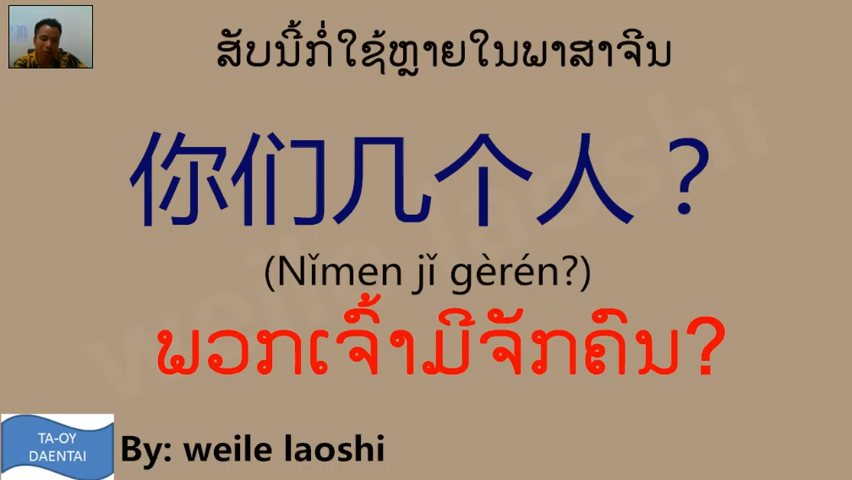 ສັບນີ້ກໍ່ໃຊ້ຫຼາຍໃນພາສາຈີນ
你们几个人？
(Nǐmen jǐ gèrén?)
ພວກເຈົ້າມີຈັກຄົນ?
TA-OY
DAENTAI
By: weile laoshi
weile laoshi